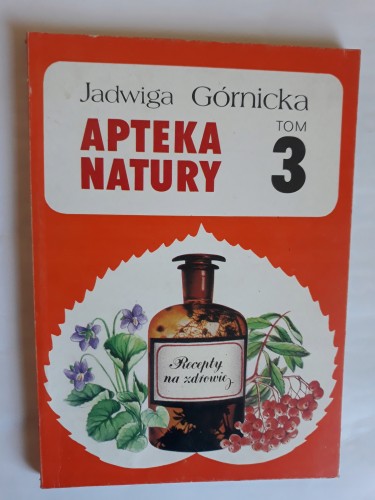 Jadwiga Górnicka
APTEKA
NATURY
TOM
3
Recepty
na zdrowie